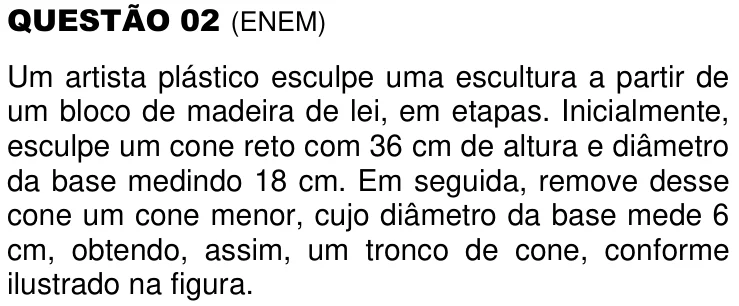 QUESTÃO 02 (ENEM)
Um artista plástico esculpe uma escultura a partir de
um bloco de madeira de lei, em etapas. Inicialmente,
esculpe um cone reto com 36 cm de altura e diâmetro
da base medindo 18 cm. Em seguida, remove desse
cone um cone menor, cujo diâmetro da base mede 6
cm, obtendo, assim, um tronco de cone, conforme
ilustrado na figura.